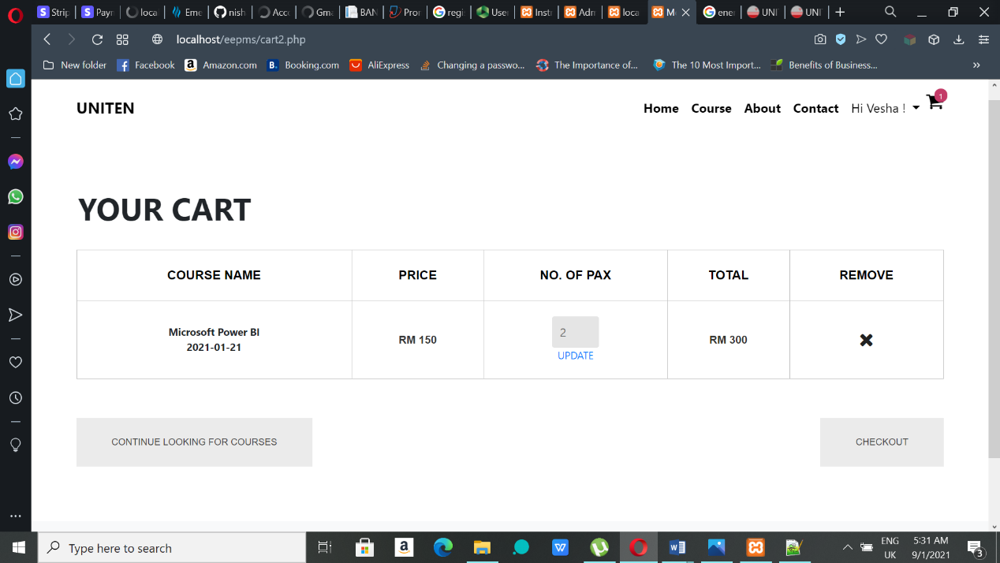 Strip
Payn
loca
Eme
nish
Acc
Gma
BAN
Pror
regi
User
Inst
Adm
loca
Me
ener
UNI
UNI
localhost/eepms/cart2.php
New folder Facebook Amazon.com Booking.com AliExpress Changing a passwo... The Importance of... The 10 Most Import... Benefits of Business...
UNITEN Home Course About Contact Hi Vesha ! 1
YOUR CART
COURSE NAME PRICE NO. OF PAX TOTAL REMOVE
Microsoft Power BI
2021-01-21
RM 150 2 RM 300
UPDATE
CONTINUE LOOKING FOR COURSES CHECKOUT
Type here to search
ENG 5:31 AM
UK 9/1/2021 3